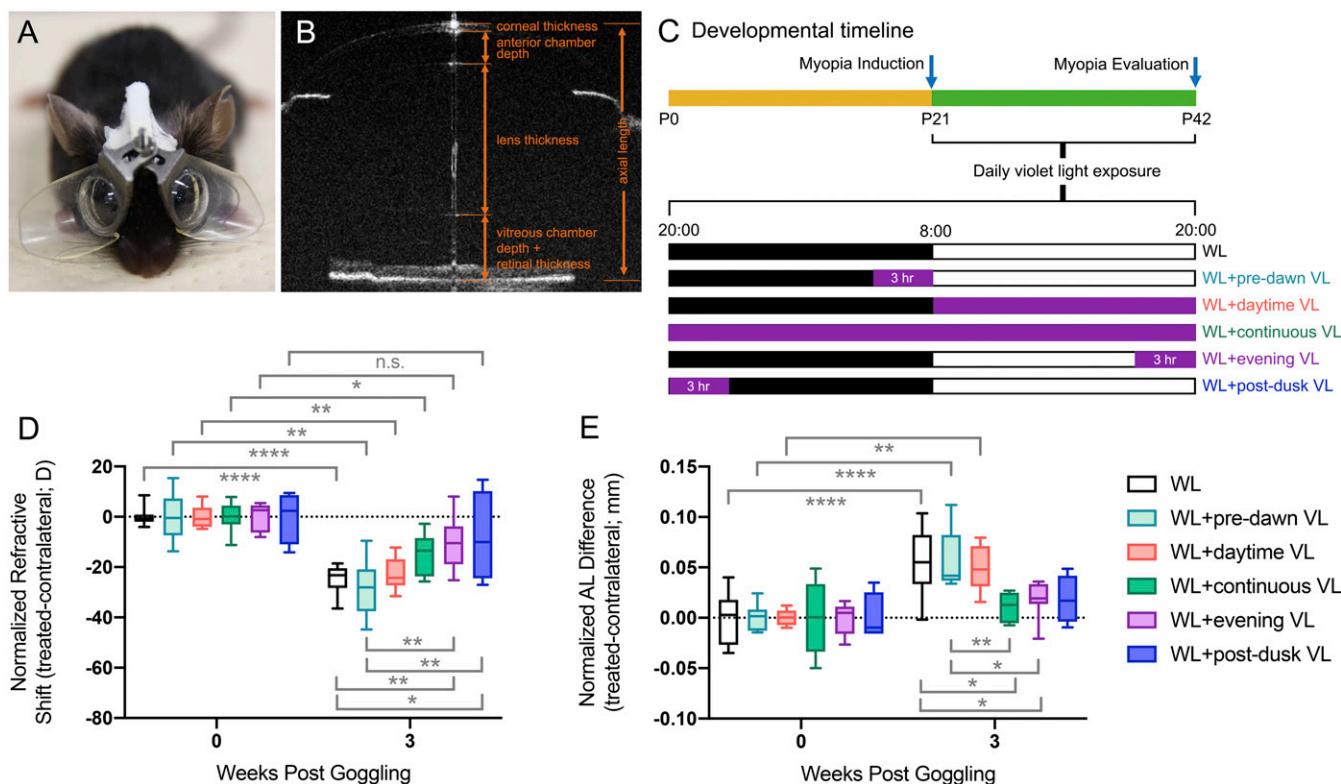 A
B
corneal thickness
anterior chamber
depth
lens thickness
axial length
vitreous chamber
depth +
retinal thickness
C Developmental timeline
Myopia Induction
Myopia Evaluation
P0
P21
P42
Daily violet light exposure
20:00
8:00
20:00
WL
3 hr
WL+pre-dawn VL
WL+daytime VL
WL+continuous VL
3 hr
WL+evening VL
3 hr
WL+post-dusk VL
D
n.s.
*
**
**
****
****
Normalized Refractive
Shift (treated-contralateral; D)
20
0
-20
-40
-60
-80
**
**
**
*
0
3
Weeks Post Goggling
E
**
****
****
Normalized AL Difference
(treated-contralateral; mm)
0.15
0.10
0.05
0.00
-0.05
-0.10
**
*
*
*
0
3
Weeks Post Goggling
WL
WL+pre-dawn VL
WL+daytime VL
WL+continuous VL
WL+evening VL
WL+post-dusk VL